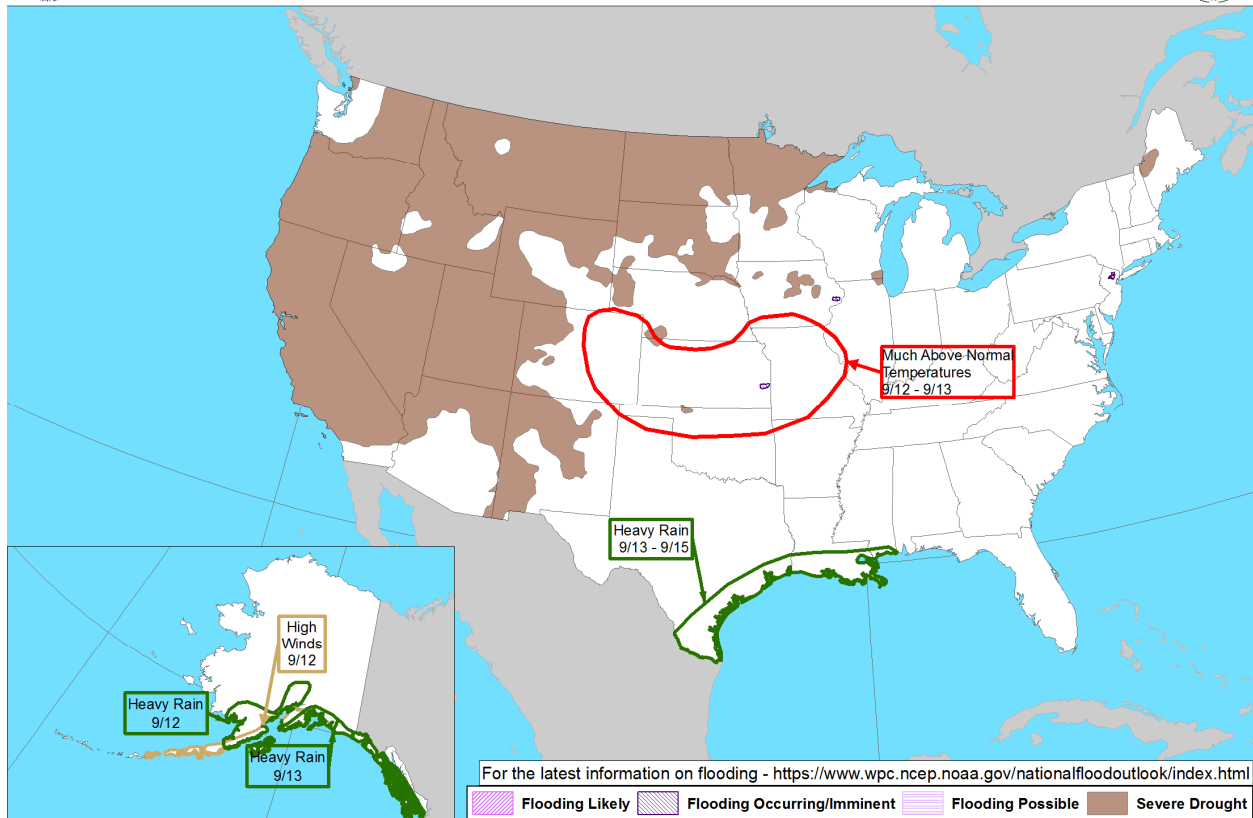 Much Above Normal
Temperatures
9/12 - 9/13
Heavy Rain
9/13 - 9/15
High
Winds
9/12
Heavy Rain
9/12
Heavy Rain
9/13
For the latest information on flooding - https://www.wpc.ncep.noaa.gov/nationalfloodoutlook/index.html
Flooding Likely Flooding Occurring/Imminent Flooding Possible Severe Drought